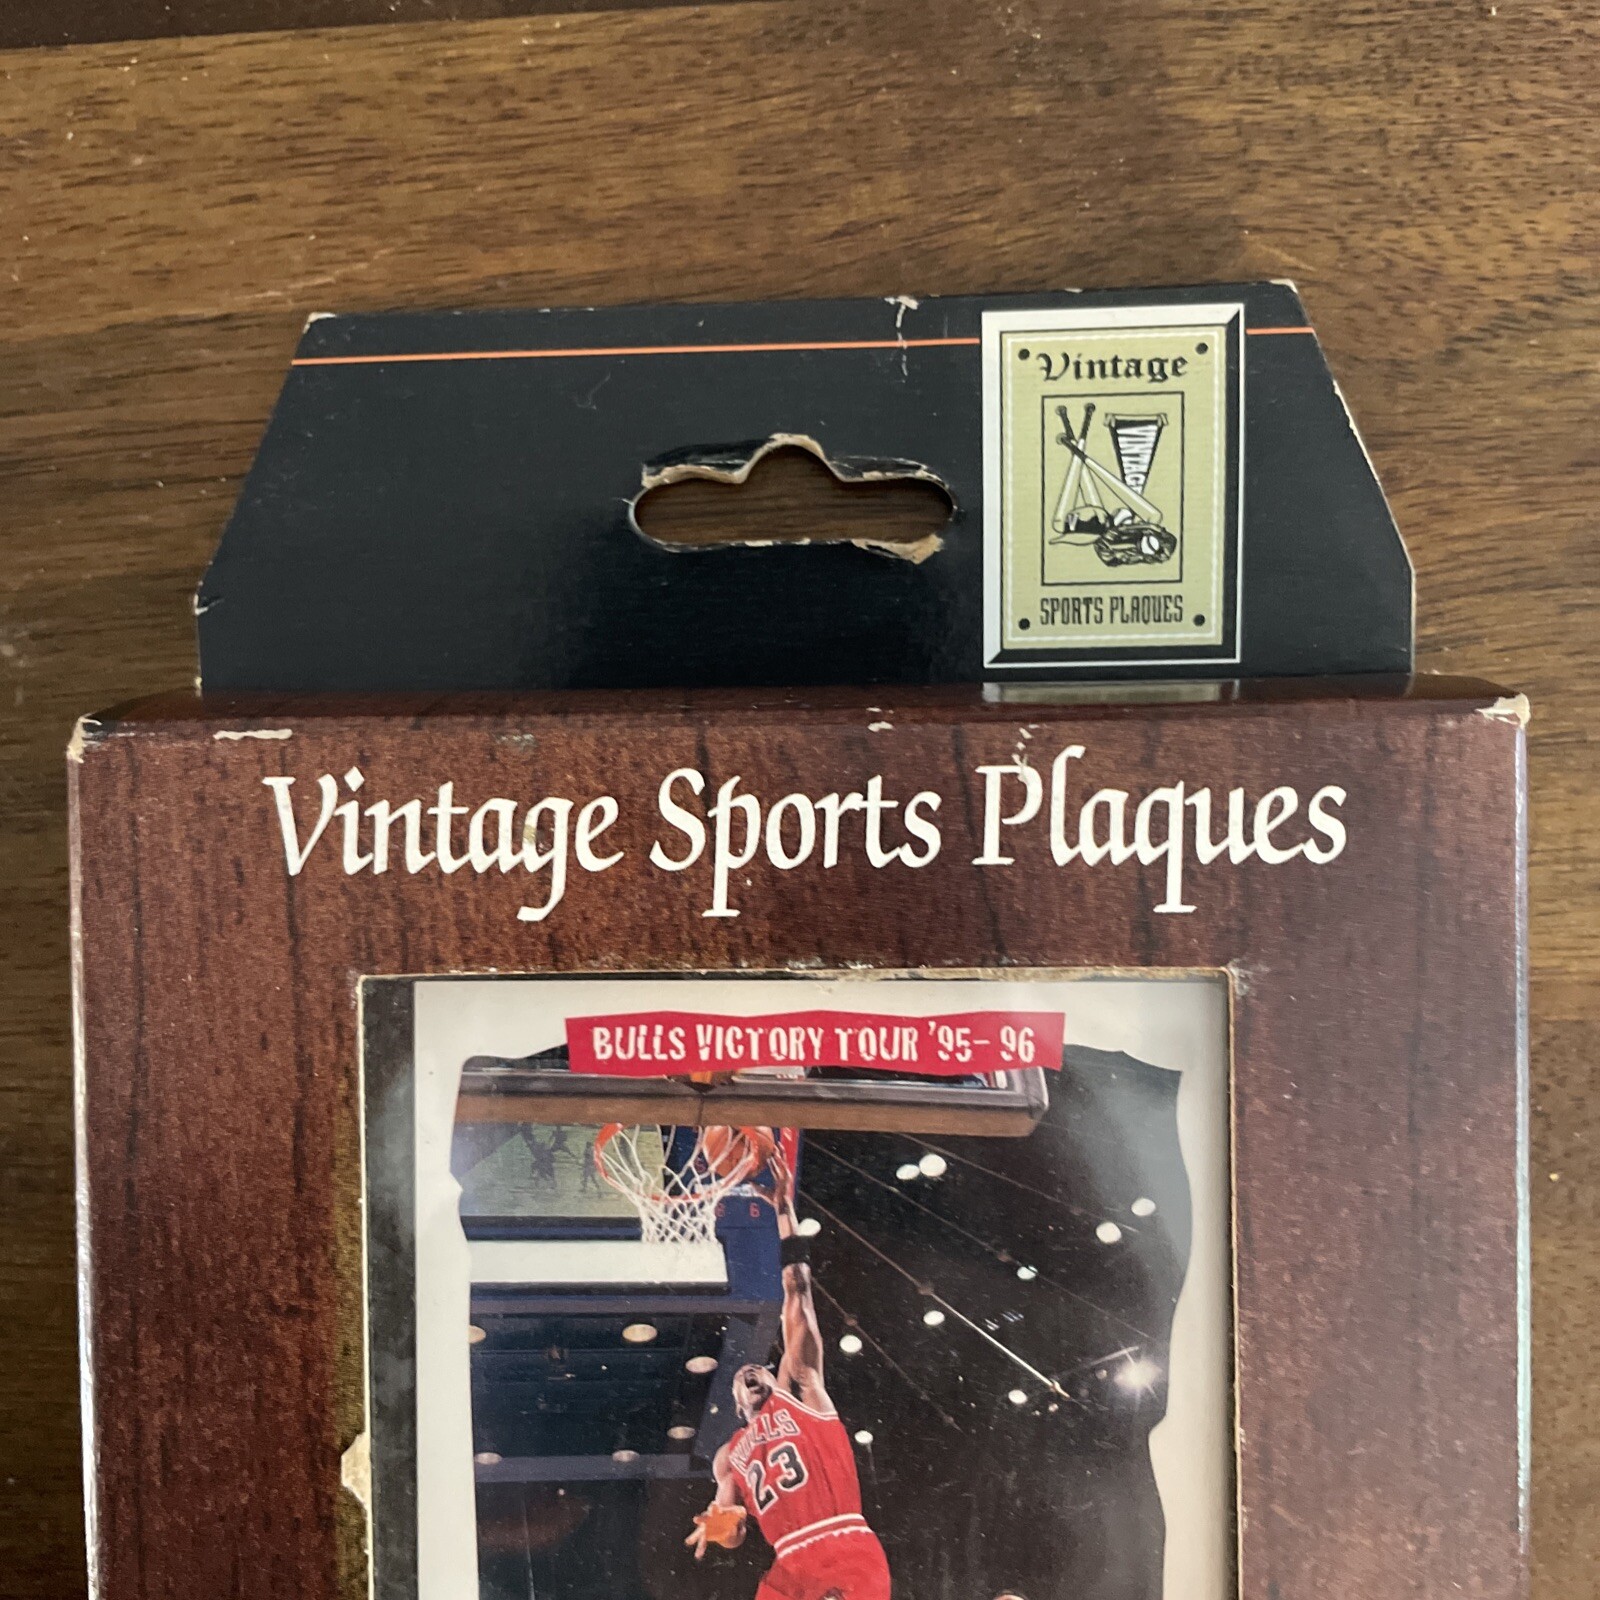 Vintage
VINTAGE
SPORTS PLAQUES
Vintage Sports Plaques
BULLS VICTORY TOUR '95-96
BULLS
23